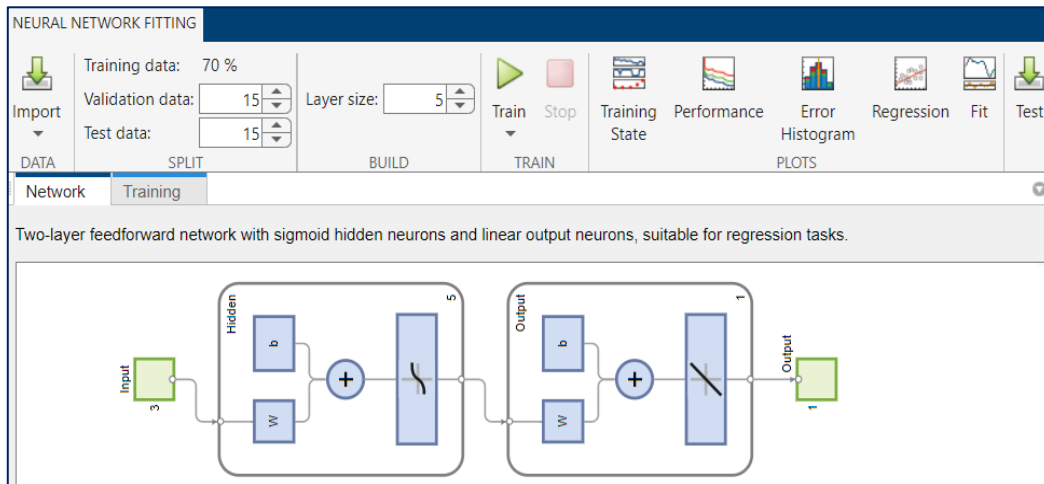 NEURAL NETWORK FITTING
Import
DATA
Training data: 70 %
Validation data: 15
Test data: 15
SPLIT
Layer size: 5
BUILD
Train
Stop
TRAIN
Training
State
Performance
Error
Histogram
Regression
Fit
PLOTS
Test
Network
Training
Two-layer feedforward network with sigmoid hidden neurons and linear output neurons, suitable for regression tasks.
Input
3
Hidden
5
b
W
+
Output
1
b
W
+
Output
1